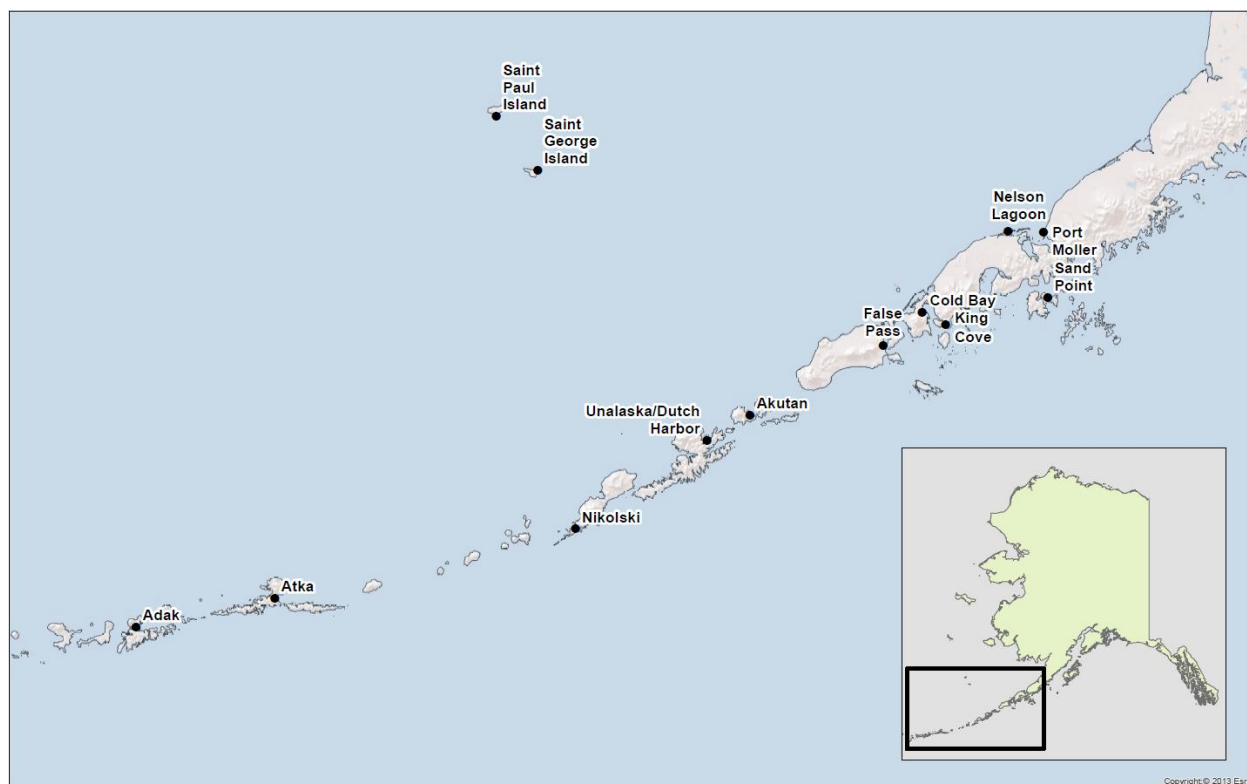 Saint
Paul
Island
Saint
George
Island
Nelson
Lagoon
Port
Moller
Sand
Point
Cold Bay
King
Cove
False
Pass
Akutan
Unalaska/Dutch
Harbor
Nikolski
Atka
Adak
Copyright:© 2013 Esr